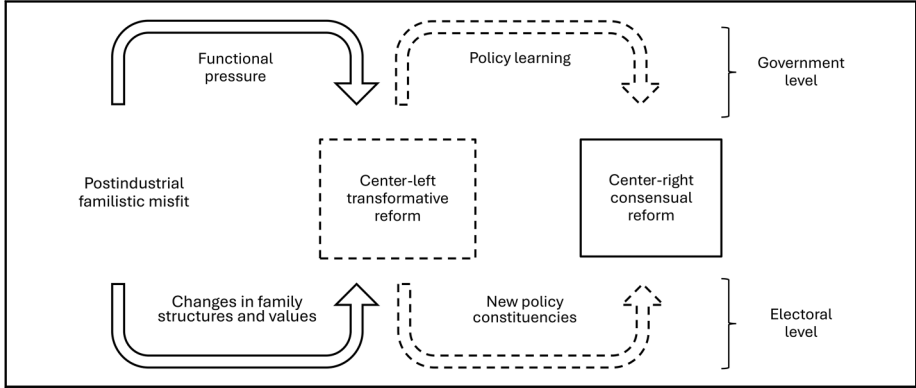 Functional
pressure
Policy learning
Government
level
Postindustrial
familistic misfit
Center-left
transformative
reform
Center-right
consensual
reform
Changes in family
structures and values
New policy
constituencies
Electoral
level